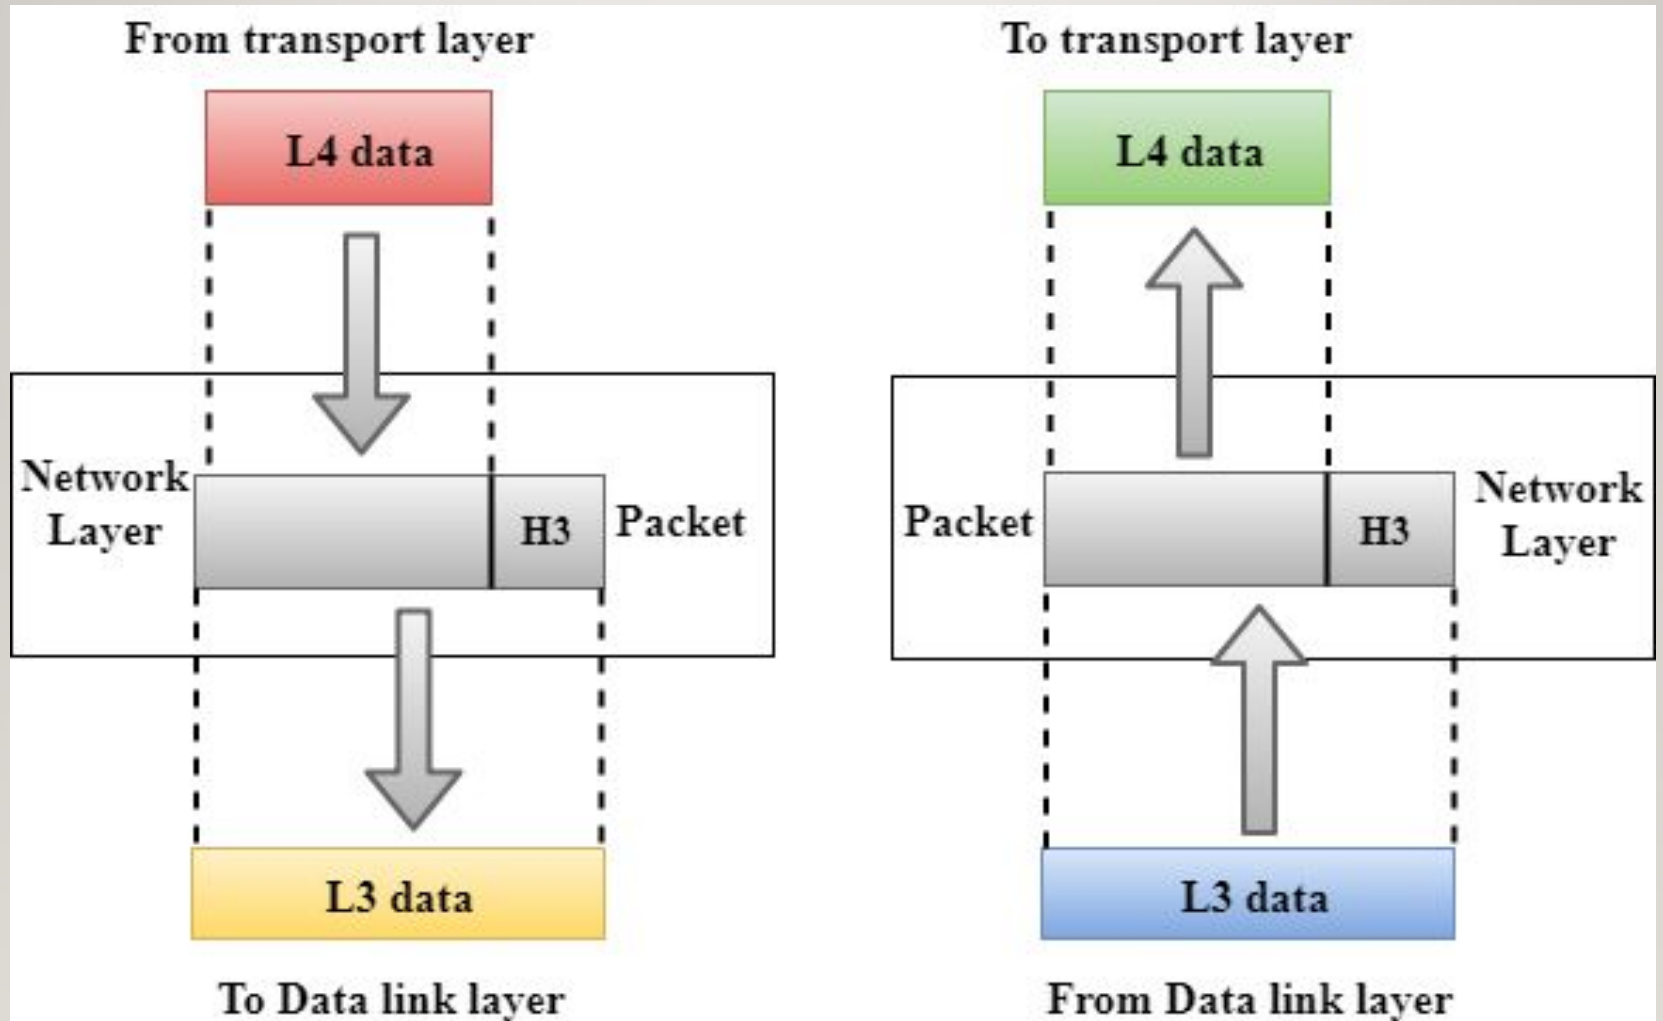 From transport layer
L4 data
Network
Layer
H3
Packet
L3 data
To Data link layer
To transport layer
L4 data
Packet
H3
Network
Layer
L3 data
From Data link layer